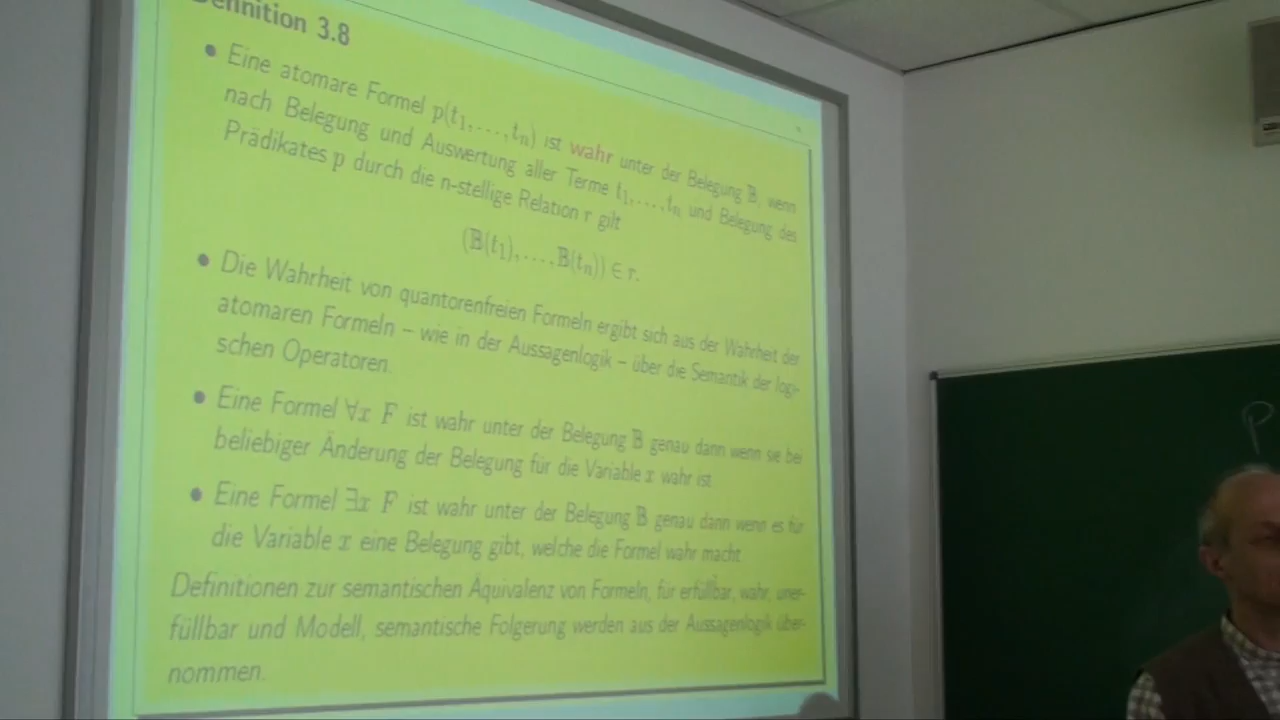 Definition 3.8
• Eine atomare Formel p(t₁,...,tₙ) ist wahr unter der Belegung 𝔹, wenn
nach Belegung und Auswertung aller Terme t₁,...,tₙ und Belegung des
Prädikates p durch die n-stellige Relation r gilt
(𝔹(t₁),...,𝔹(tₙ)) ∈ r.
• Die Wahrheit von quantorenfreien Formeln ergibt sich aus der Wahrheit der
atomaren Formeln – wie in der Aussagenlogik – über die Semantik der logi-
schen Operatoren.
• Eine Formel ∀x F ist wahr unter der Belegung 𝔹 genau dann wenn sie bei
beliebiger Änderung der Belegung für die Variable x wahr ist
• Eine Formel ∃x F ist wahr unter der Belegung 𝔹 genau dann wenn es für
die Variable x eine Belegung gibt, welche die Formel wahr macht
Definitionen zur semantischen Äquivalenz von Formeln, für erfüllbar, wahr, uner-
füllbar und Modell, semantische Folgerung werden aus der Aussagenlogik über-
nommen.
P